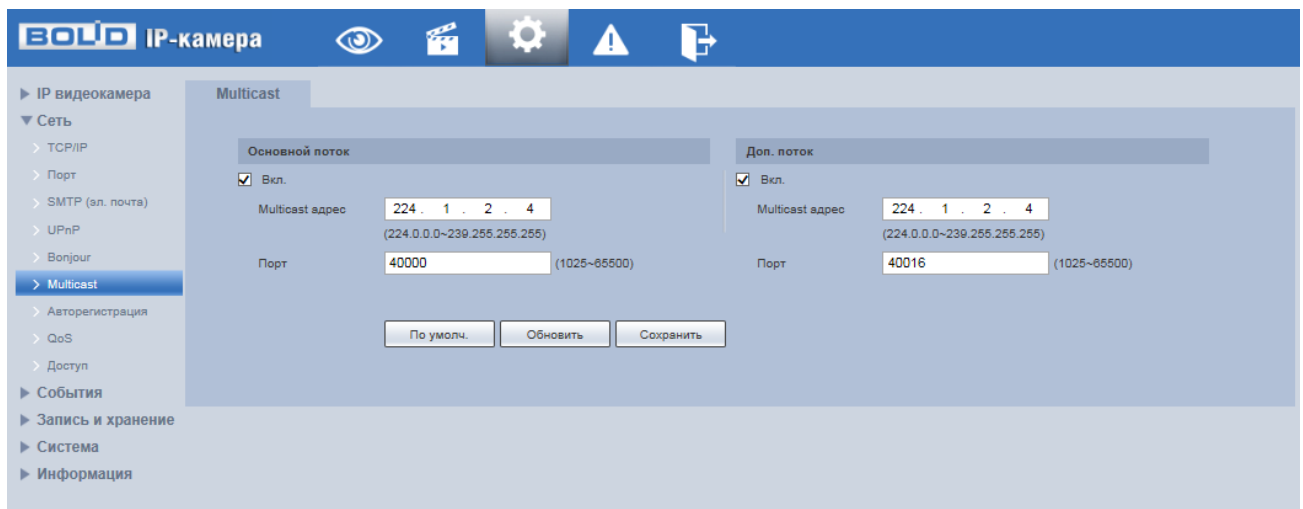 BOLID IP-камера
IP видеокамера
Сеть
TCP/IP
Порт
SMTP (эл. почта)
UPnP
Bonjour
Multicast
Авторегистрация
QoS
Доступ
События
Запись и хранение
Система
Информация
Multicast
Основной поток
Вкл.
Multicast адрес 224 . 1 . 2 . 4
(224.0.0.0~239.255.255.255)
Порт 40000 (1025~65500)
Доп. поток
Вкл.
Multicast адрес 224 . 1 . 2 . 4
(224.0.0.0~239.255.255.255)
Порт 40016 (1025~65500)
По умолч. Обновить Сохранить